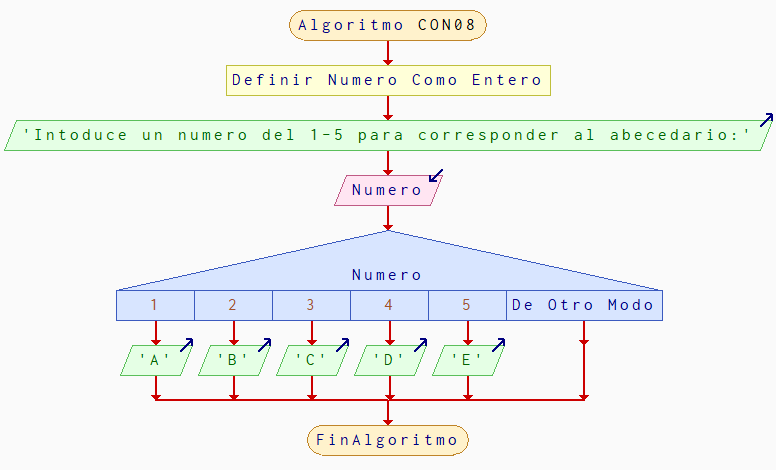 Algoritmo CON08
Definir Numero Como Entero
'Intoduce un numero del 1-5 para corresponder al abecedario:'
Numero
Numero
1 2 3 4 5 De Otro Modo
'A' 'B' 'C' 'D' 'E'
FinAlgoritmo